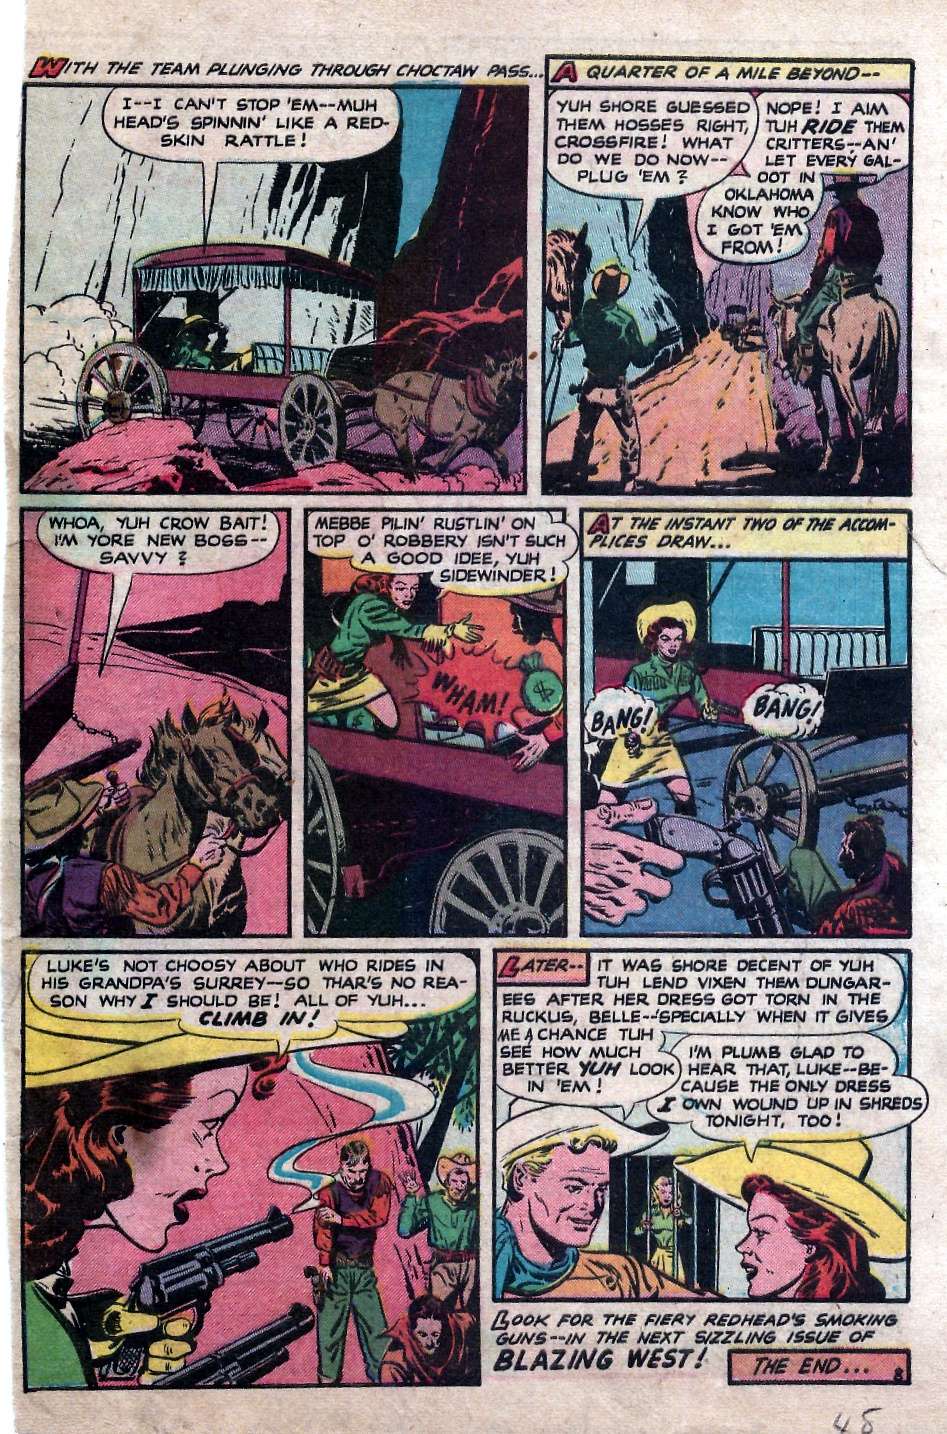 WITH THE TEAM PLUNGING THROUGH CHOCTAW PASS...
I--I CAN'T STOP 'EM--MUH
HEAD'S SPINNIN' LIKE A RED-
SKIN RATTLE!
A QUARTER OF A MILE BEYOND--
YUH SHORE GUESSED
THEM HOSSES RIGHT,
CROSSFIRE! WHAT
DO WE DO NOW--
PLUG 'EM?
NOPE! I AIM
TUH RIDE THEM
CRITTERS--AN'
LET EVERY GAL-
OOT IN
OKLAHOMA
KNOW WHO
I GOT 'EM
FROM!
WHOA, YUH CROW BAIT!
I'M YORE NEW BOSS--
SAVVY?
MEBBE PILIN' RUSTLIN' ON
TOP O' ROBBERY ISN'T SUCH
A GOOD IDEE, YUH
SIDEWINDER!
WHAM!
$
AT THE INSTANT TWO OF THE ACCOM-
PLICES DRAW...
BANG!
BANG!
LUKE'S NOT CHOOSY ABOUT WHO RIDES IN
HIS GRANDPA'S SURREY--SO THAR'S NO REA-
SON WHY I SHOULD BE! ALL OF YUH...
CLIMB IN!
LATER--
IT WAS SHORE DECENT OF YUH
TUH LEND VIXEN THEM DUNGAR-
EES AFTER HER DRESS GOT TORN IN THE
RUCKUS, BELLE--'SPECIALLY WHEN IT GIVES
ME A CHANCE TUH
SEE HOW MUCH
BETTER YUH LOOK
IN 'EM!
I'M PLUMB GLAD TO
HEAR THAT, LUKE--BE-
CAUSE THE ONLY DRESS
I OWN WOUND UP IN SHREDS
TONIGHT, TOO!
LOOK FOR THE FIERY REDHEAD'S SMOKING
GUNS--IN THE NEXT SIZZLING ISSUE OF
BLAZING WEST!
THE END...
8
48